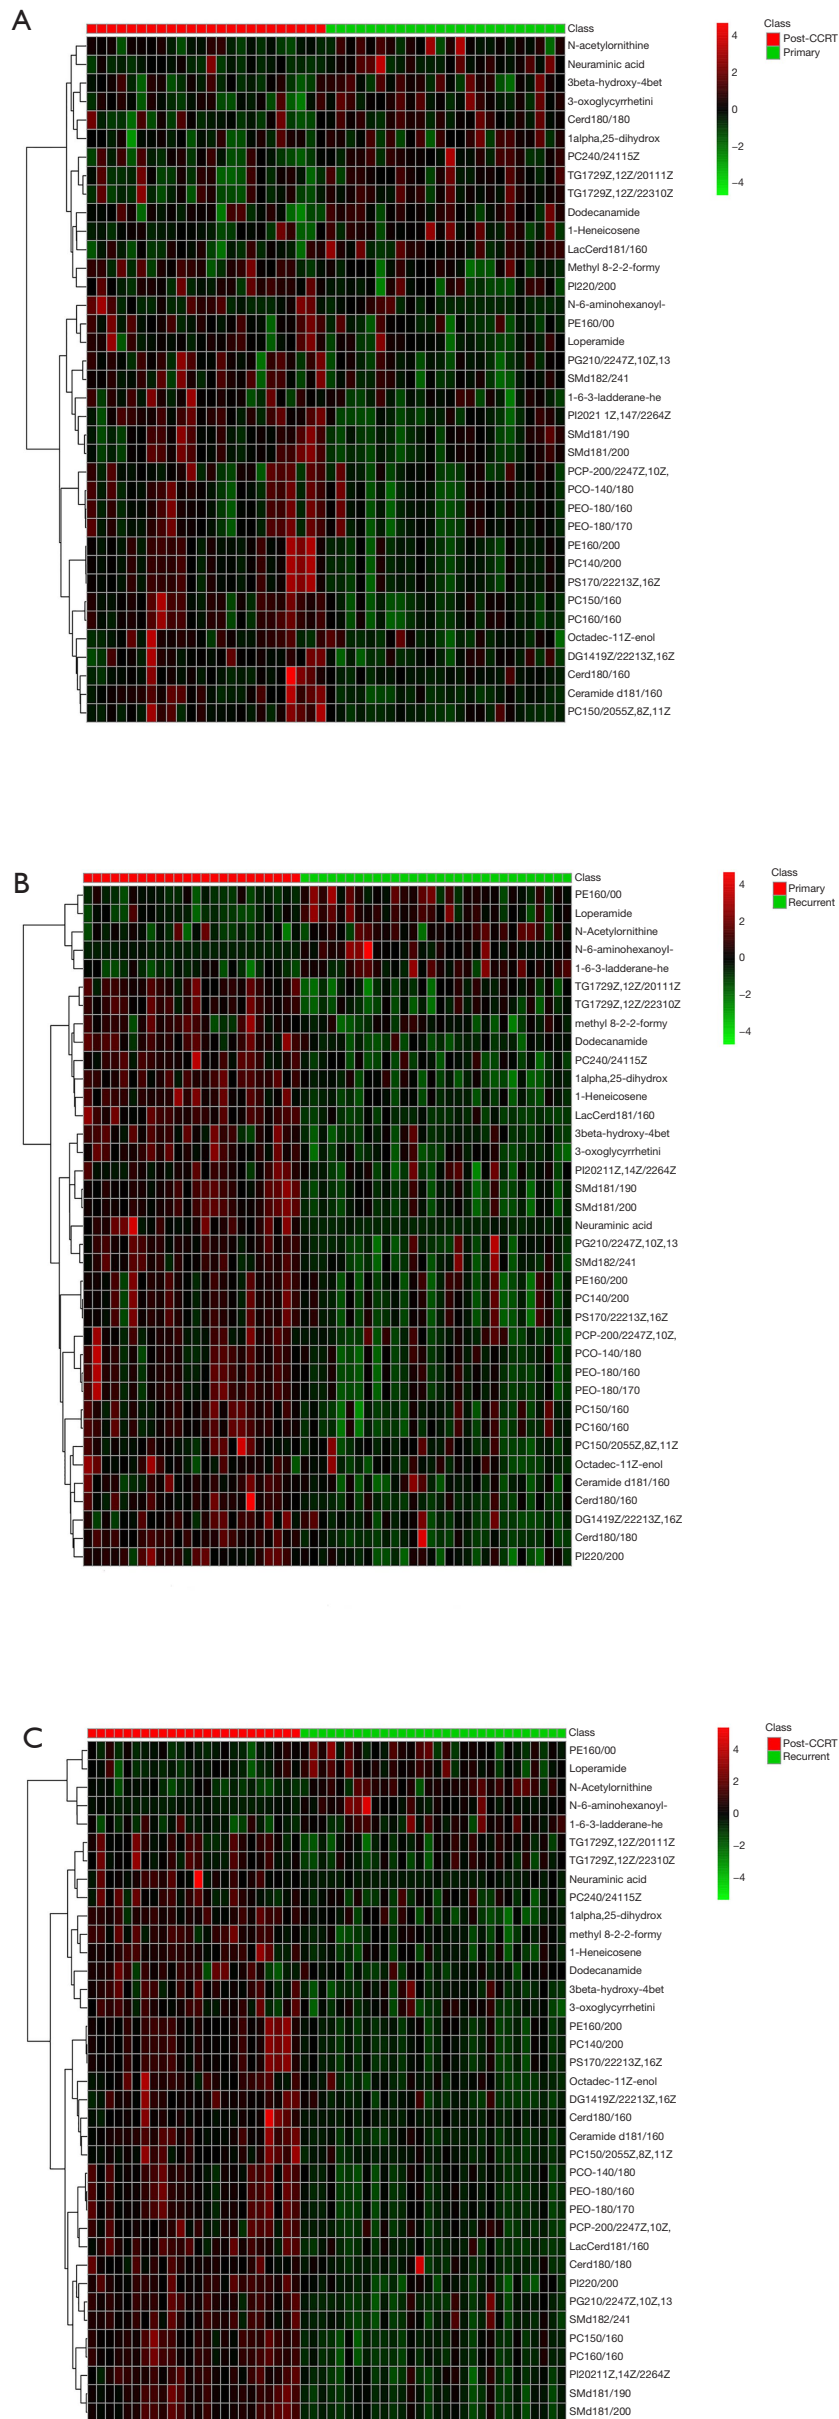 A
Class
N-acetylornithine
Neuraminic acid
3beta-hydroxy-4bet
3-oxoglycyrrhetini
Cerd180/180
1alpha,25-dihydrox
PC240/24115Z
TG1729Z,12Z/20111Z
TG1729Z,12Z/22310Z
Dodecanamide
1-Heneicosene
LacCerd181/160
Methyl 8-2-2-formy
PI220/200
N-6-aminohexanoyl-
PE160/00
Loperamide
PG210/2247Z,10Z,13
SMd182/241
1-6-3-ladderane-he
PI2021 1Z,147/2264Z
SMd181/190
SMd181/200
PCP-200/2247Z,10Z,
PCO-140/180
PEO-180/160
PEO-180/170
PE160/200
PC140/200
PS170/22213Z,16Z
PC150/160
PC160/160
Octadec-11Z-enol
DG1419Z/22213Z,16Z
Cerd180/160
Ceramide d181/160
PC150/2055Z,8Z,11Z
4
2
0
−2
−4
Class
Post-CCRT
Primary
B
Class
PE160/00
Loperamide
N-Acetylornithine
N-6-aminohexanoyl-
1-6-3-ladderane-he
TG1729Z,12Z/20111Z
TG1729Z,12Z/22310Z
methyl 8-2-2-formy
Dodecanamide
PC240/24115Z
1alpha,25-dihydrox
1-Heneicosene
LacCerd181/160
3beta-hydroxy-4bet
3-oxoglycyrrhetini
PI20211Z,14Z/2264Z
SMd181/190
SMd181/200
Neuraminic acid
PG210/2247Z,10Z,13
SMd182/241
PE160/200
PC140/200
PS170/22213Z,16Z
PCP-200/2247Z,10Z,
PCO-140/180
PEO-180/160
PEO-180/170
PC150/160
PC160/160
PC150/2055Z,8Z,11Z
Octadec-11Z-enol
Ceramide d181/160
Cerd180/160
DG1419Z/22213Z,16Z
Cerd180/180
PI220/200
4
2
0
−2
−4
Class
Primary
Recurrent
C
Class
PE160/00
Loperamide
N-Acetylornithine
N-6-aminohexanoyl-
1-6-3-ladderane-he
TG1729Z,12Z/20111Z
TG1729Z,12Z/22310Z
Neuraminic acid
PC240/24115Z
1alpha,25-dihydrox
methyl 8-2-2-formy
1-Heneicosene
Dodecanamide
3beta-hydroxy-4bet
3-oxoglycyrrhetini
PE160/200
PC140/200
PS170/22213Z,16Z
Octadec-11Z-enol
DG1419Z/22213Z,16Z
Cerd180/160
Ceramide d181/160
PC150/2055Z,8Z,11Z
PCO-140/180
PEO-180/160
PEO-180/170
PCP-200/2247Z,10Z,
LacCerd181/160
Cerd180/180
PI220/200
PG210/2247Z,10Z,13
SMd182/241
PC150/160
PC160/160
PI20211Z,14Z/2264Z
SMd181/190
SMd181/200
4
2
0
−2
−4
Class
Post-CCRT
Recurrent